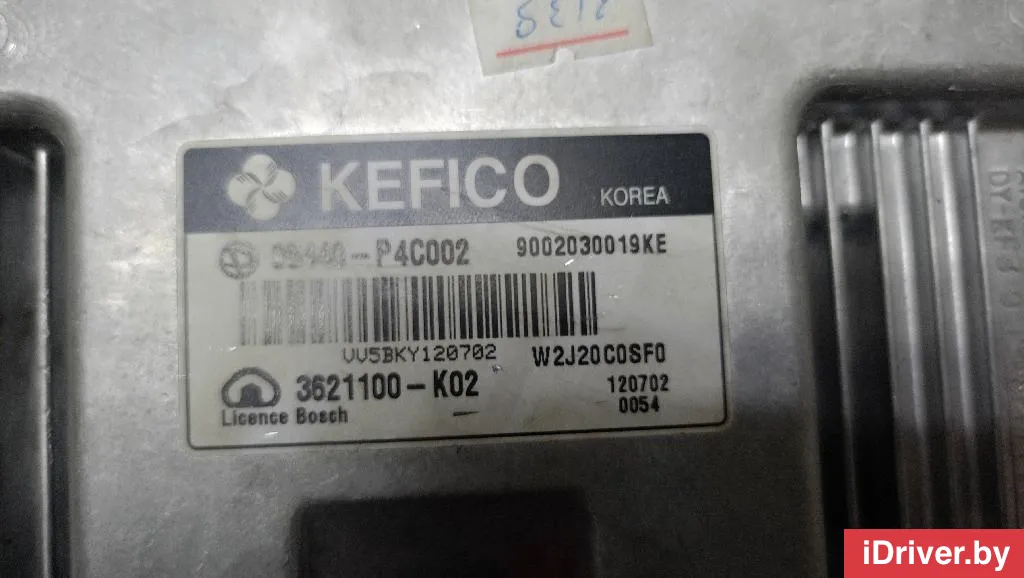 KEFICO KOREA
P4C002 9002030019KE
VV5BKY120702 W2J20C0SF0
3621100-K02 120702
Licence Bosch 0054
iDriver.by